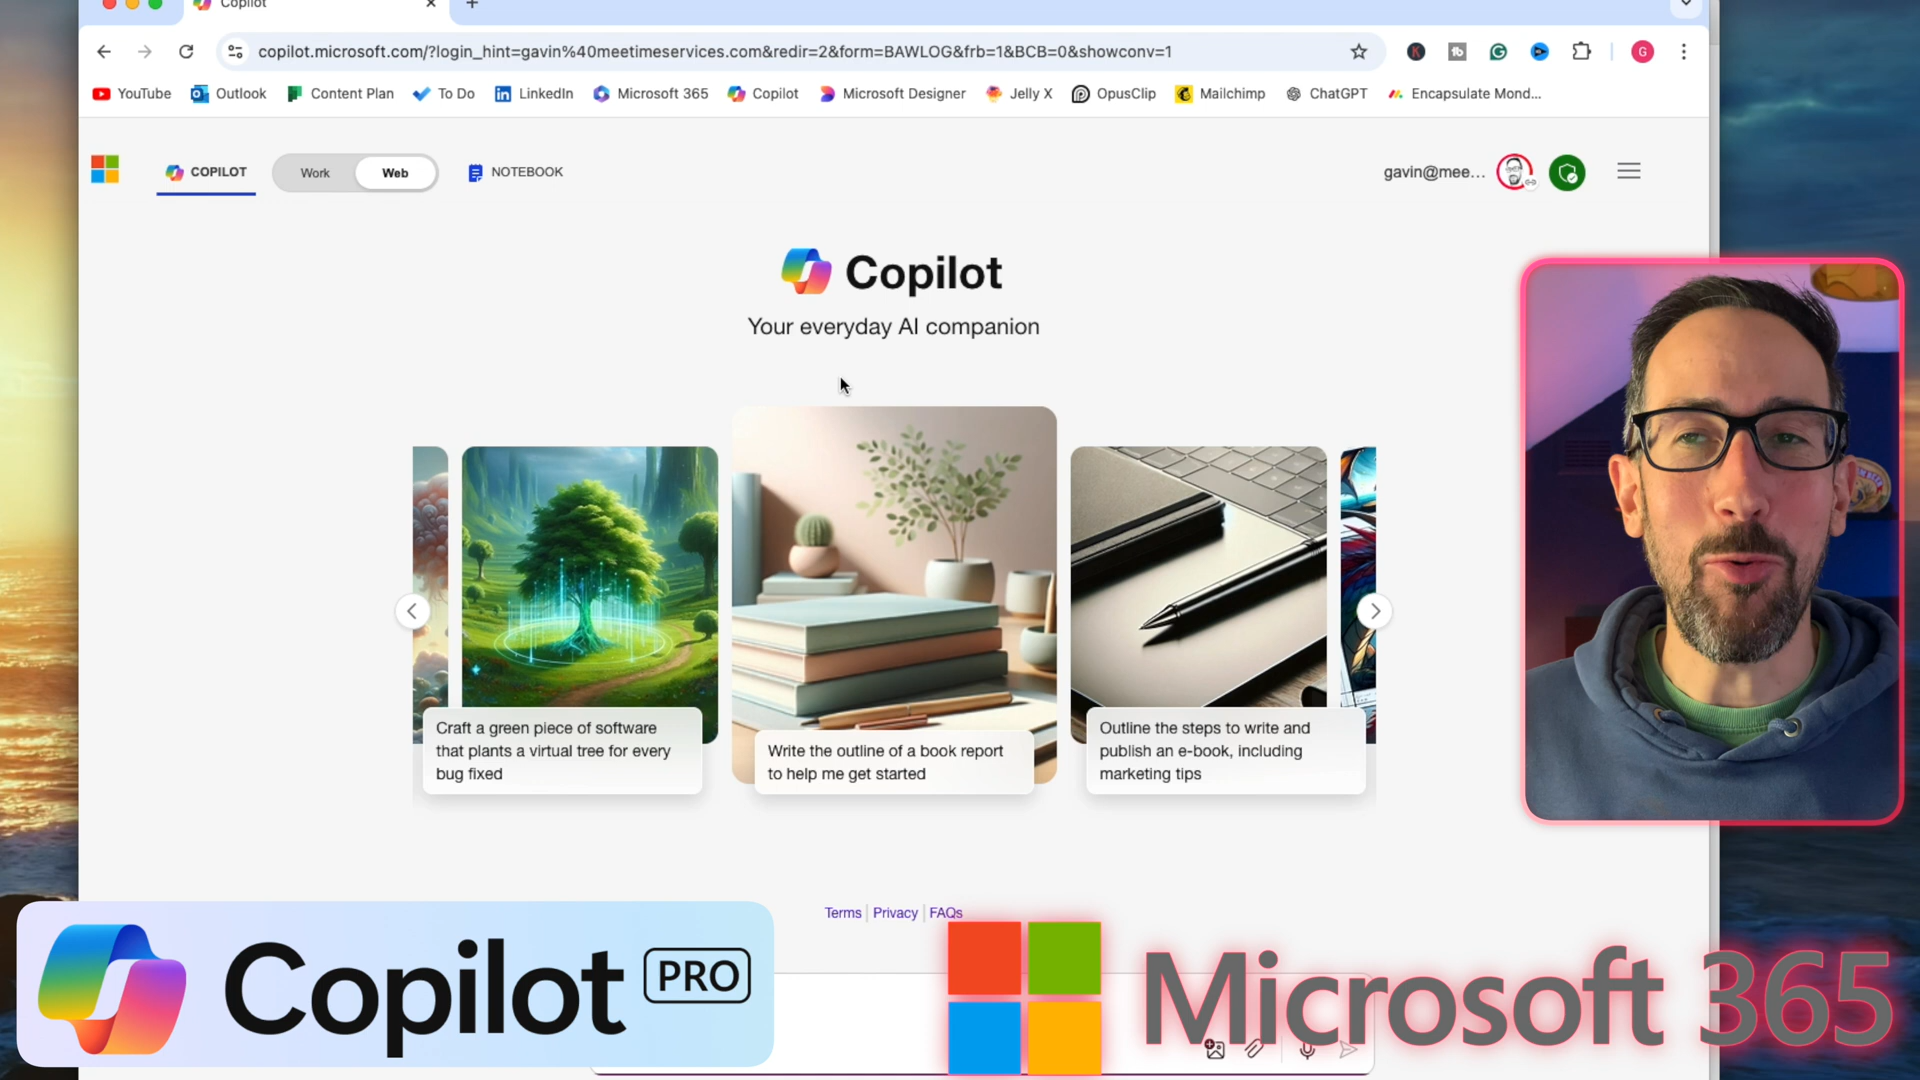 Copilot
copilot.microsoft.com/?login_hint=gavin%40meetimeservices.com&redir=2&form=BAWLOG&frb=1&BCB=0&showconv=1
G
YouTube
Outlook
Content Plan
To Do
LinkedIn
Microsoft 365
Copilot
Microsoft Designer
Jelly X
OpusClip
Mailchimp
ChatGPT
Encapsulate Mond...
COPILOT
Work
Web
NOTEBOOK
gavin@mee...
Copilot
Your everyday AI companion
Craft a green piece of software
that plants a virtual tree for every
bug fixed
Write the outline of a book report
to help me get started
Outline the steps to write and
publish an e-book, including
marketing tips
Terms
Privacy
FAQs
Copilot PRO
Microsoft 365